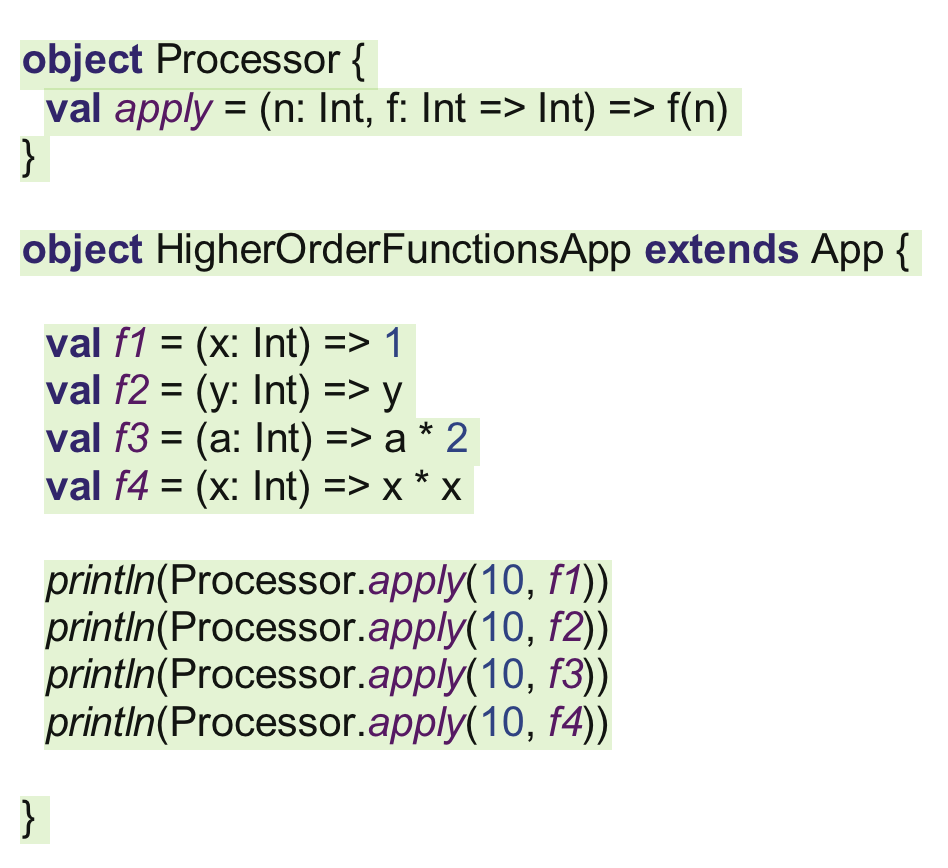 object Processor {
val apply = (n: Int, f: Int => Int) => f(n)
}
object HigherOrderFunctionsApp extends App {
val f1 = (x: Int) => 1
val f2 = (y: Int) => y
val f3 = (a: Int) => a * 2
val f4 = (x: Int) => x * x
println(Processor.apply(10, f1))
println(Processor.apply(10, f2))
println(Processor.apply(10, f3))
println(Processor.apply(10, f4))
}